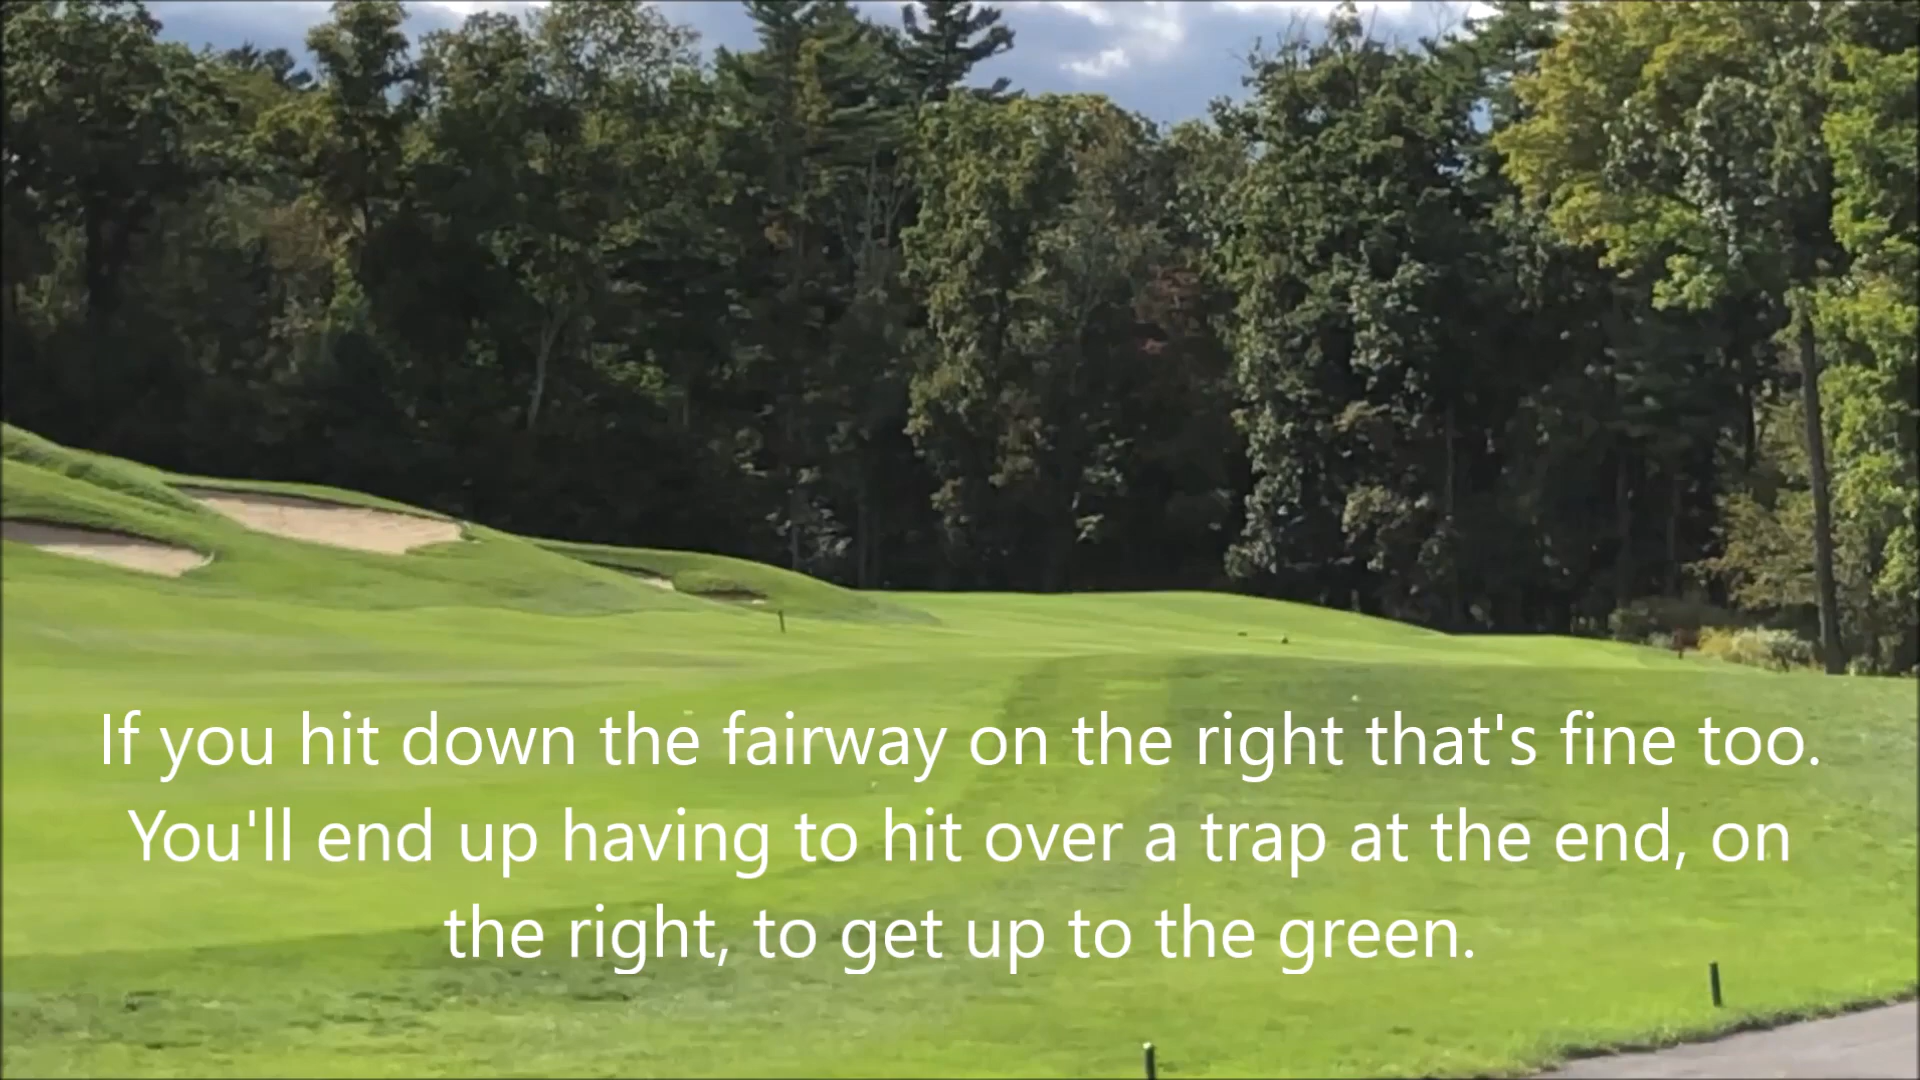 If you hit down the fairway on the right that's fine too.
You'll end up having to hit over a trap at the end, on
the right, to get up to the green.